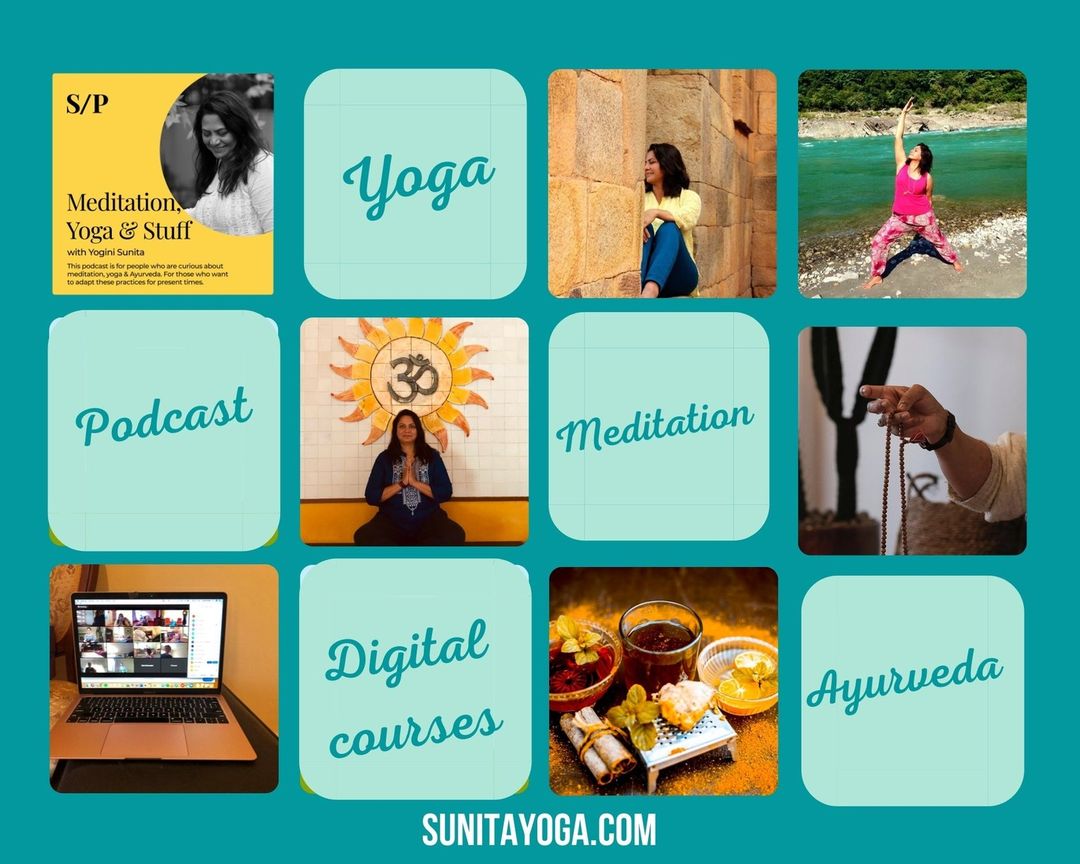 S/P
Meditation,
Yoga & Stuff
with Yogini Sunita
This podcast is for people who are curious about
meditation, yoga & Ayurveda. For those who want
to adapt these practices for present times.
Yoga
Podcast
ॐ
Meditation
Digital
courses
Ayurveda
SUNITAYOGA.COM